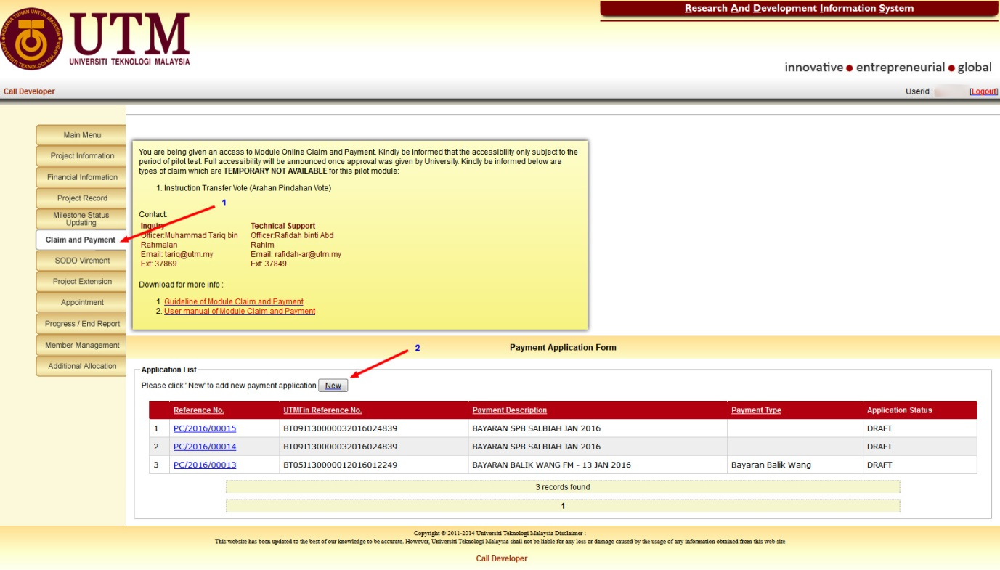 Research And Development Information System
UTM
UNIVERSITI TEKNOLOGI MALAYSIA
innovative ● entrepreneurial ● global
Call Developer
Userid :
[Logout]
Main Menu
Project Information
Financial Information
Project Record
Milestone Status
Updating
Claim and Payment
SODO Virement
Project Extension
Appointment
Progress / End Report
Member Management
Additional Allocation
You are being given an access to Module Online Claim and Payment. Kindly be informed that the accessibility only subject to the
period of pilot test. Full accessibility will be announced once approval was given by University. Kindly be informed below are
types of claim which are TEMPORARY NOT AVAILABLE for this pilot module:
1. Instruction Transfer Vote (Arahan Pindahan Vote)
1
Contact:
Inquiry Technical Support
Officer:Muhammad Tariq bin Officer:Rafidah binti Abd
Rahmalan Rahim
Email: tariq@utm.my Email: rafidah-ar@utm.my
Ext: 37869 Ext: 37849
Download for more info :
1. Guideline of Module Claim and Payment
2. User manual of Module Claim and Payment
2
Payment Application Form
Application List
Please click ' New' to add new payment application New
Reference No. UTMFin Reference No. Payment Description Payment Type Application Status
1 PC/2016/00015 BT09J130000032016024839 BAYARAN SPB SALBIAH JAN 2016 DRAFT
2 PC/2016/00014 BT09J130000032016024839 BAYARAN SPB SALBIAH JAN 2016 DRAFT
3 PC/2016/00013 BT05J130000012016012249 BAYARAN BALIK WANG FM - 13 JAN 2016 Bayaran Balik Wang DRAFT
3 records found
1
Copyright © 2011-2014 Universiti Teknologi Malaysia Disclaimer :
This website has been updated to the best of our knowledge to be accurate. However, Universiti Teknologi Malaysia shall not be liable for any loss or damage caused by the usage of any information obtained from this web site
Call Developer